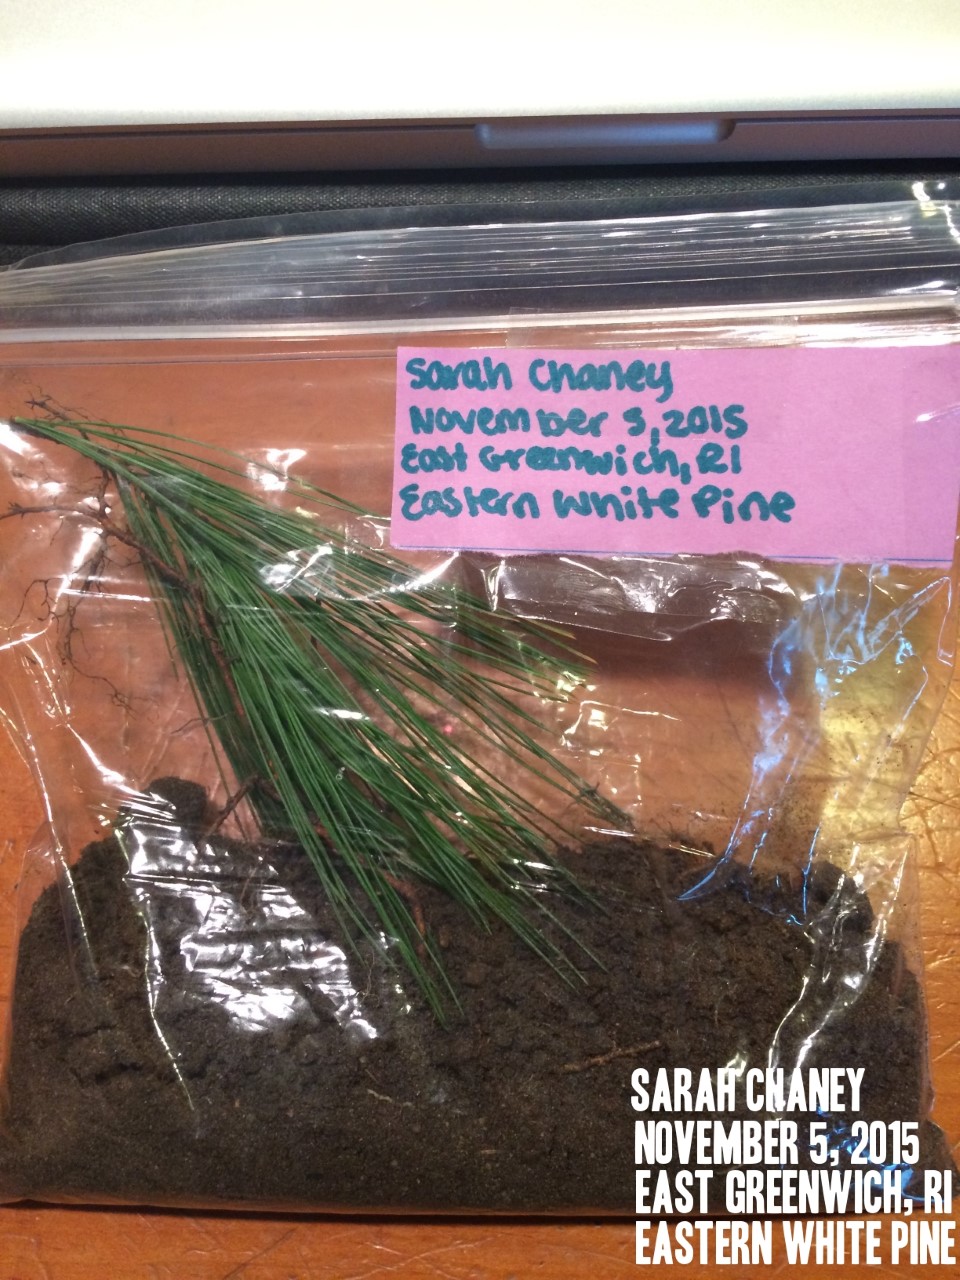 Sarah Chaney
November 5, 2015
East Greenwich, RI
Eastern White Pine
SARAH CHANEY
NOVEMBER 5, 2015
EAST GREENWICH, RI
EASTERN WHITE PINE